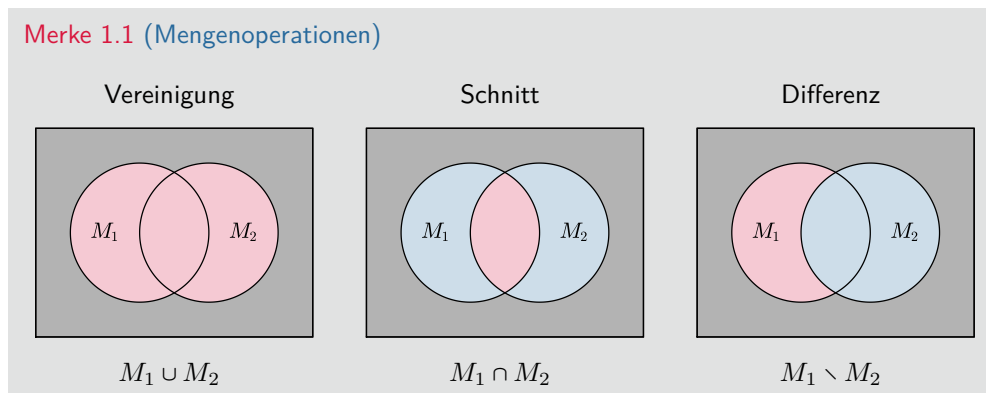 Merke 1.1 (Mengenoperationen)
Vereinigung Schnitt Differenz
M₁ M₂ M₁ M₂ M₁ M₂
M₁ ∪ M₂ M₁ ∩ M₂ M₁ ∖ M₂